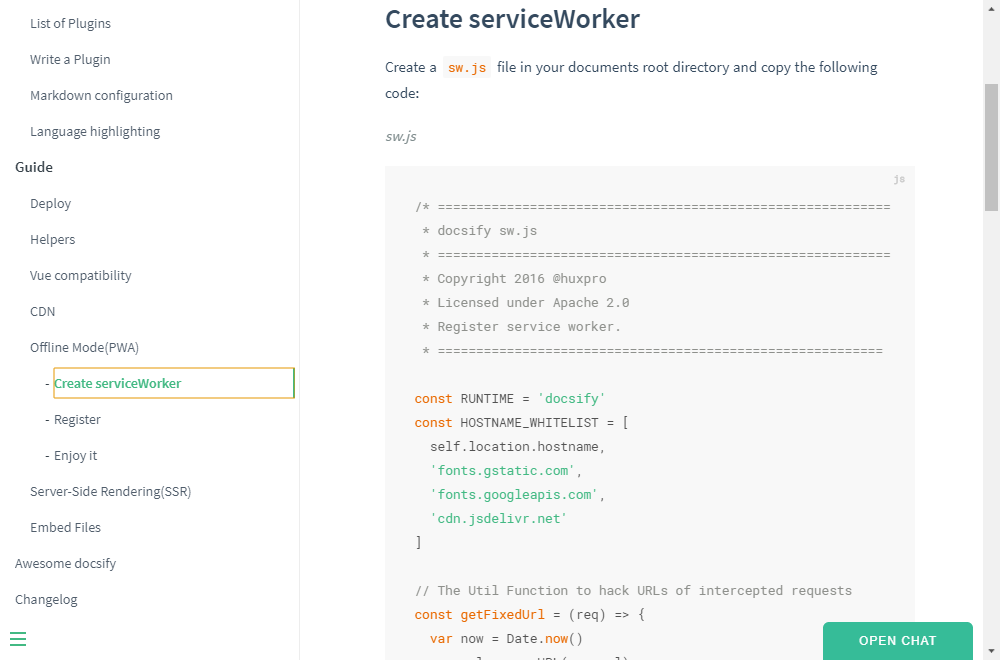 List of Plugins
Write a Plugin
Markdown configuration
Language highlighting
Guide
Deploy
Helpers
Vue compatibility
CDN
Offline Mode(PWA)
- Create serviceWorker
- Register
- Enjoy it
Server-Side Rendering(SSR)
Embed Files
Awesome docsify
Changelog
Create serviceWorker
Create a sw.js file in your documents root directory and copy the following
code:
sw.js
js
/* ===========================================================
 * docsify sw.js
 * ===========================================================
 * Copyright 2016 @huxpro
 * Licensed under Apache 2.0
 * Register service worker.
 * ==========================================================
const RUNTIME = 'docsify'
const HOSTNAME_WHITELIST = [
  self.location.hostname,
  'fonts.gstatic.com',
  'fonts.googleapis.com',
  'cdn.jsdelivr.net'
]
// The Util Function to hack URLs of intercepted requests
const getFixedUrl = (req) => {
  var now = Date.now()
OPEN CHAT